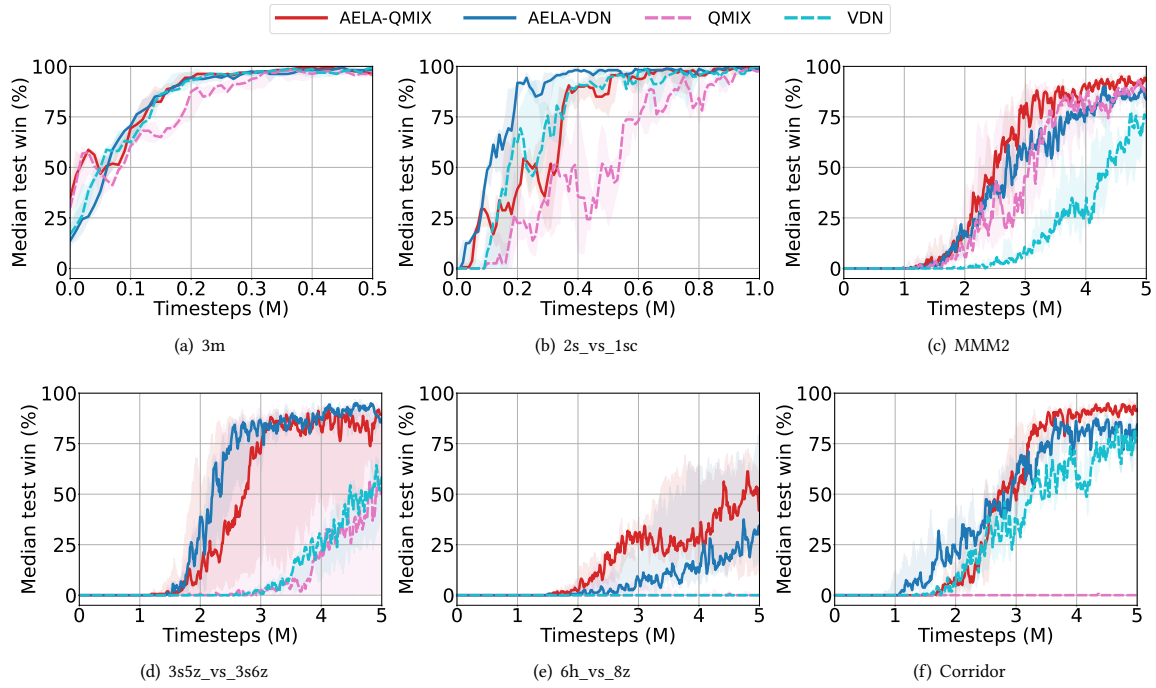 AELA-QMIX AELA-VDN QMIX VDN
Median test win (%)
100
75
50
25
0
0.0 0.1 0.2 0.3 0.4 0.5
Timesteps (M)
(a) 3m
Median test win (%)
100
75
50
25
0
0.0 0.2 0.4 0.6 0.8 1.0
Timesteps (M)
(b) 2s_vs_1sc
Median test win (%)
100
75
50
25
0
0 1 2 3 4 5
Timesteps (M)
(c) MMM2
Median test win (%)
100
75
50
25
0
0 1 2 3 4 5
Timesteps (M)
(d) 3s5z_vs_3s6z
Median test win (%)
100
75
50
25
0
0 1 2 3 4 5
Timesteps (M)
(e) 6h_vs_8z
Median test win (%)
100
75
50
25
0
0 1 2 3 4 5
Timesteps (M)
(f) Corridor